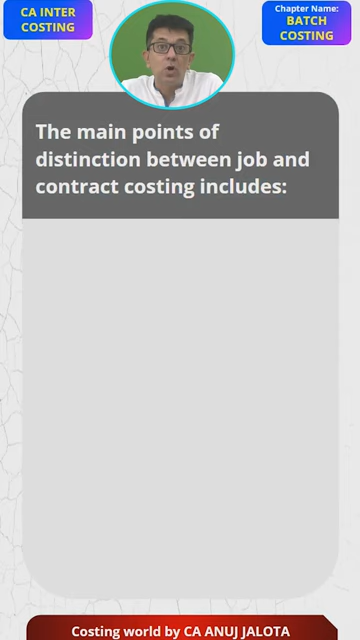 CA INTER
COSTING
Chapter Name:
BATCH
COSTING
The main points of
distinction between job and
contract costing includes:
Costing world by CA ANUJ JALOTA